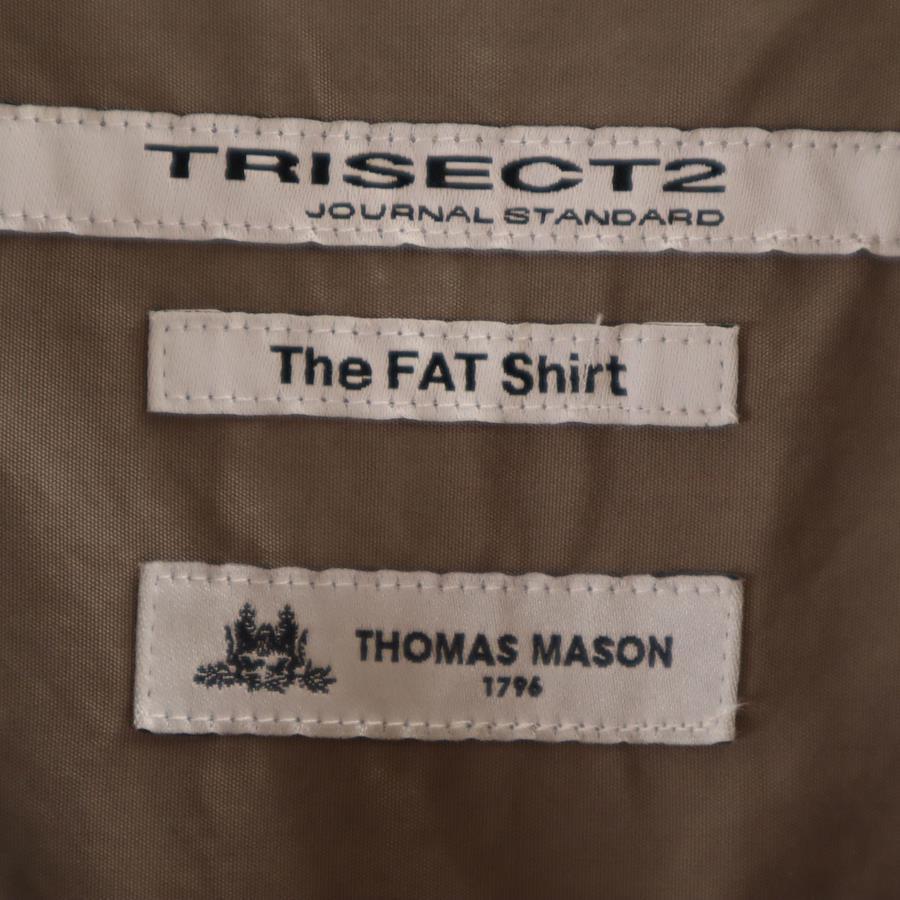 TRISECT2
JOURNAL STANDARD
The FAT Shirt
THOMAS MASON
1796